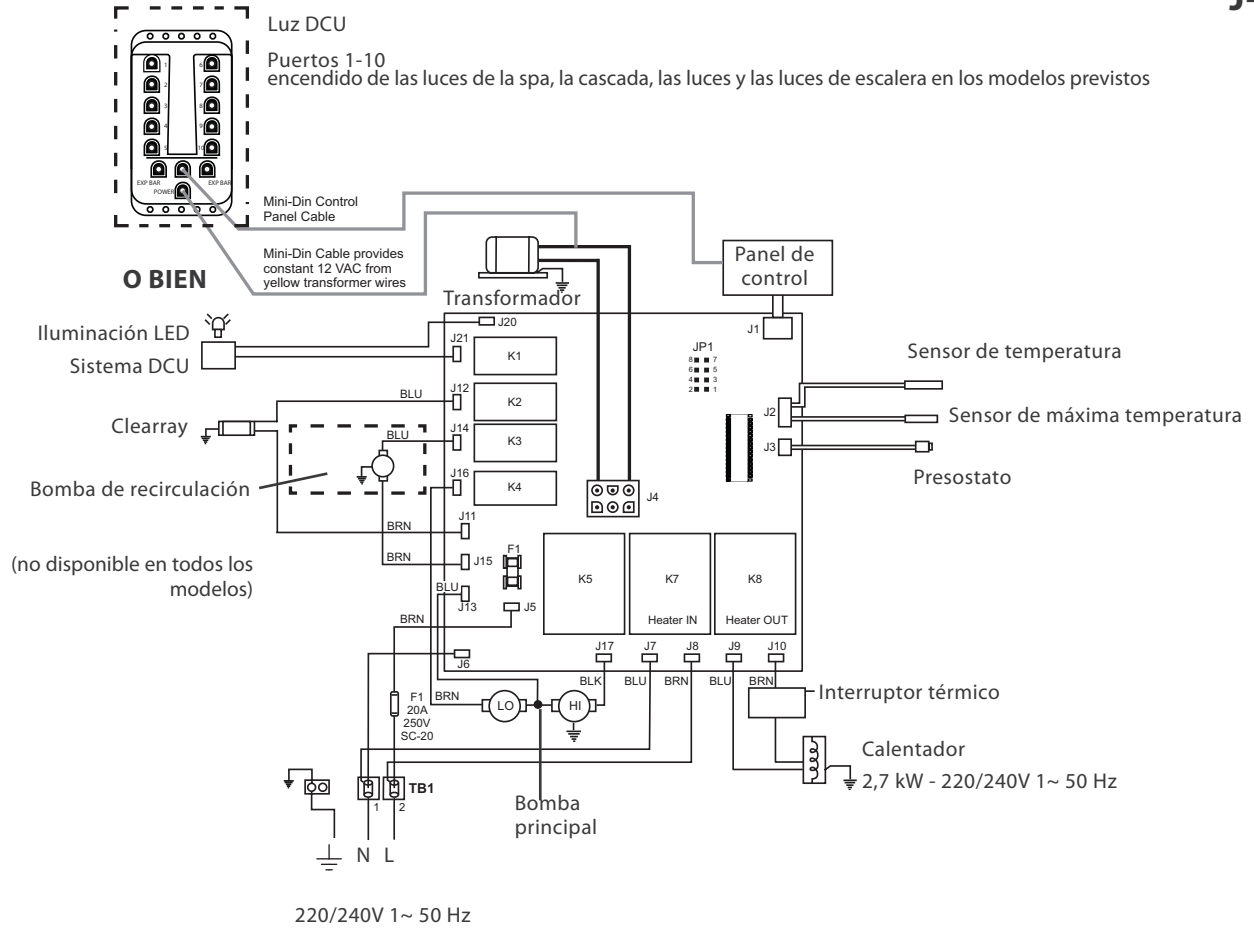 J-
Luz DCU
Puertos 1-10
encendido de las luces de la spa, la cascada, las luces y las luces de escalera en los modelos previstos
1
6
2
7
3
8
4
9
5
10
EXP BAR
EXP BAR
POWER
Mini-Din Control
Panel Cable
Mini-Din Cable provides
constant 12 VAC from
yellow transformer wires
O BIEN
Panel de
control
Transformador
Iluminación LED
Sistema DCU
J20
J1
J21
K1
JP1
8 7
6 5
4 3
2 1
Sensor de temperatura
BLU
J12
K2
J2
Sensor de máxima temperatura
Clearray
BLU
J14
K3
J3
Presostato
Bomba de recirculación
J16
K4
J4
BRN
J11
(no disponible en todos los
modelos)
BRN
J15
F1
K5
K7
K8
BLU
J13
J5
Heater IN
Heater OUT
BRN
J6
J17
J7
J8
J9
J10
BLK
BLU
BRN
BLU
BRN
Interruptor térmico
F1
20A
250V
SC-20
BRN
LO
HI
Calentador
2,7 kW - 220/240V 1~ 50 Hz
TB1
1
2
Bomba
principal
N L
220/240V 1~ 50 Hz